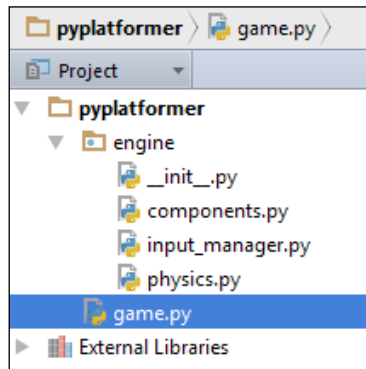 pyplatformer game.py
Project
pyplatformer
engine
__init__.py
components.py
input_manager.py
physics.py
game.py
External Libraries